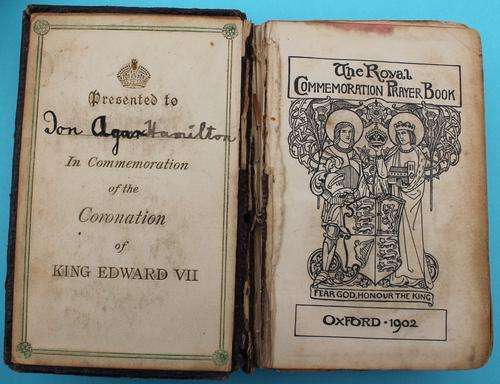 Presented to
Ion Agar Hamilton
In Commemoration
of the
Coronation
of
KING EDWARD VII
The Royal
COMMEMORATION PRAYER BOOK
FEAR GOD, HONOUR THE KING
OXFORD · 1902